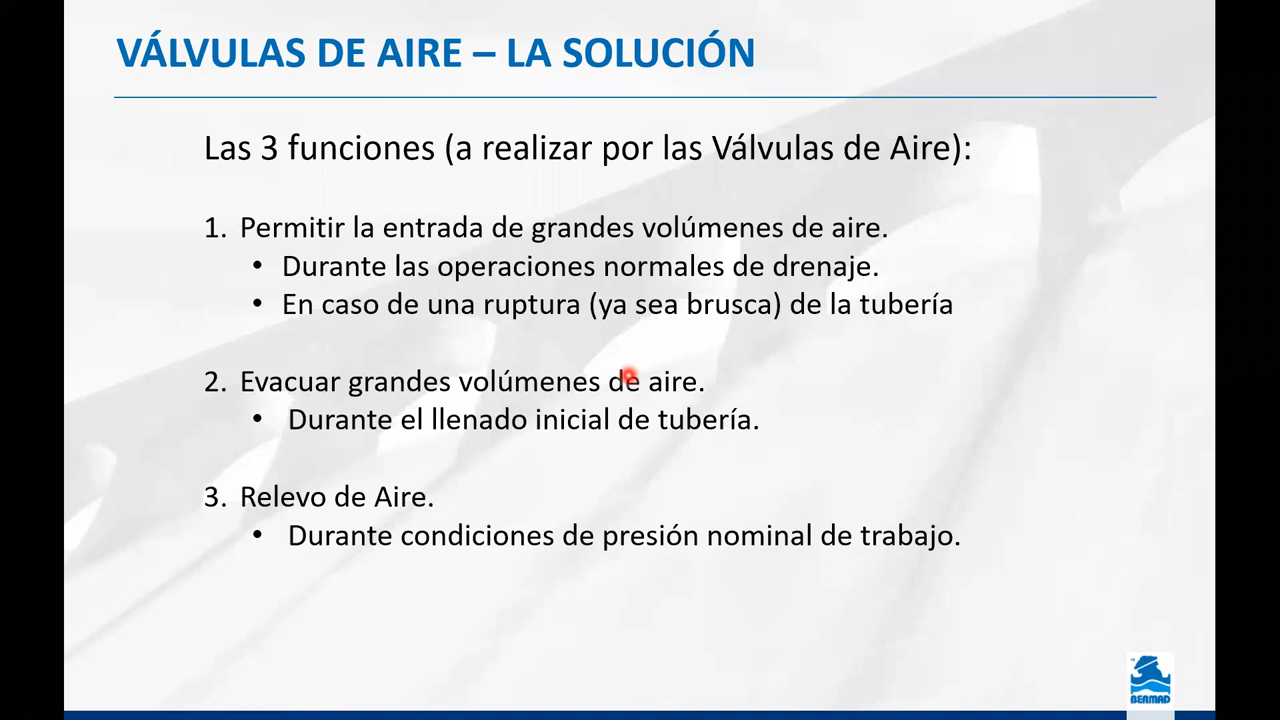 VÁLVULAS DE AIRE – LA SOLUCIÓN
Las 3 funciones (a realizar por las Válvulas de Aire):
1. Permitir la entrada de grandes volúmenes de aire.
• Durante las operaciones normales de drenaje.
• En caso de una ruptura (ya sea brusca) de la tubería
2. Evacuar grandes volúmenes de aire.
• Durante el llenado inicial de tubería.
3. Relevo de Aire.
• Durante condiciones de presión nominal de trabajo.
BERMAD